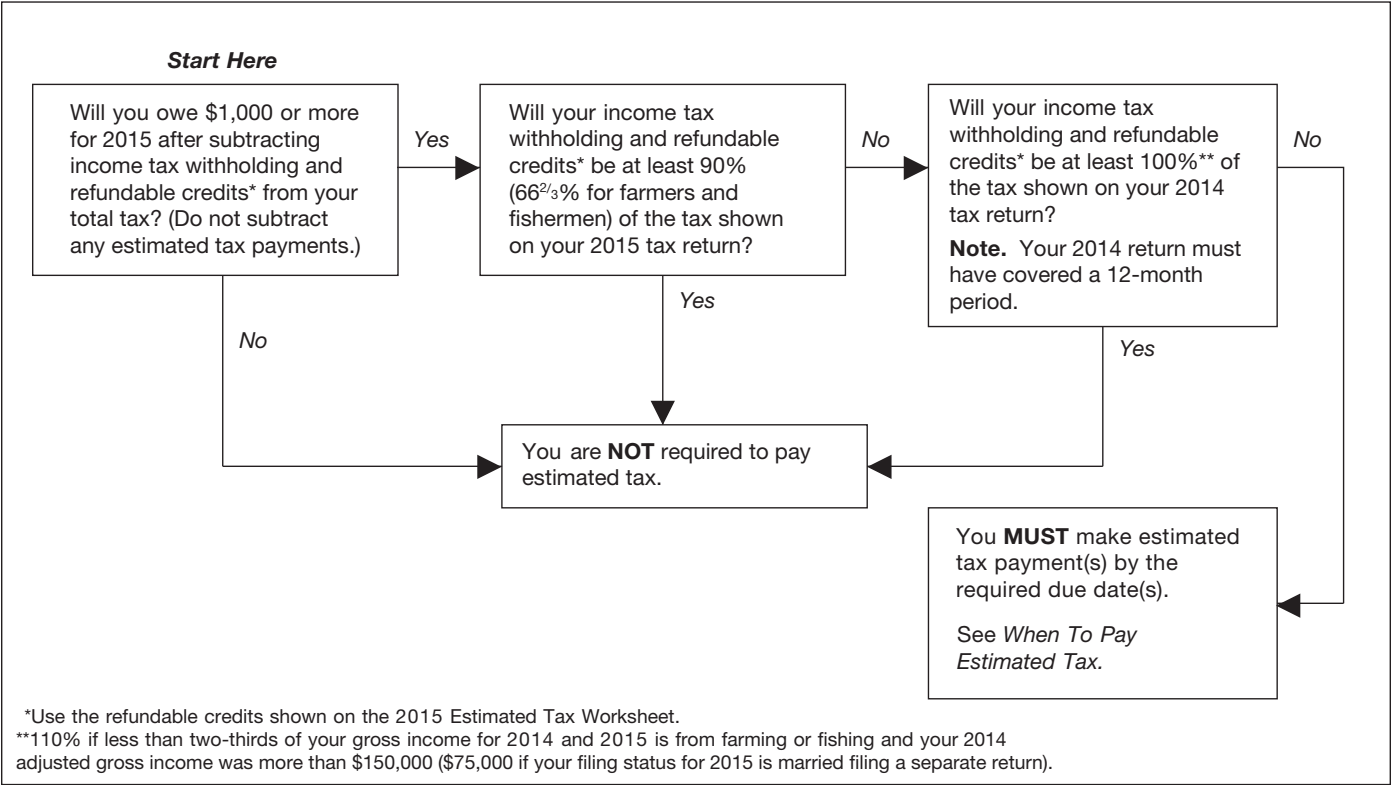 Start Here
Will you owe $1,000 or more
for 2015 after subtracting
income tax withholding and
refundable credits* from your
total tax? (Do not subtract
any estimated tax payments.)
Yes
No
Will your income tax
withholding and refundable
credits* be at least 90%
(66²/₃% for farmers and
fishermen) of the tax shown
on your 2015 tax return?
No
Yes
Will your income tax
withholding and refundable
credits* be at least 100%** of
the tax shown on your 2014
tax return?
Note. Your 2014 return must
have covered a 12-month
period.
No
Yes
You are NOT required to pay
estimated tax.
You MUST make estimated
tax payment(s) by the
required due date(s).
See When To Pay
Estimated Tax.
*Use the refundable credits shown on the 2015 Estimated Tax Worksheet.
**110% if less than two-thirds of your gross income for 2014 and 2015 is from farming or fishing and your 2014
adjusted gross income was more than $150,000 ($75,000 if your filing status for 2015 is married filing a separate return).